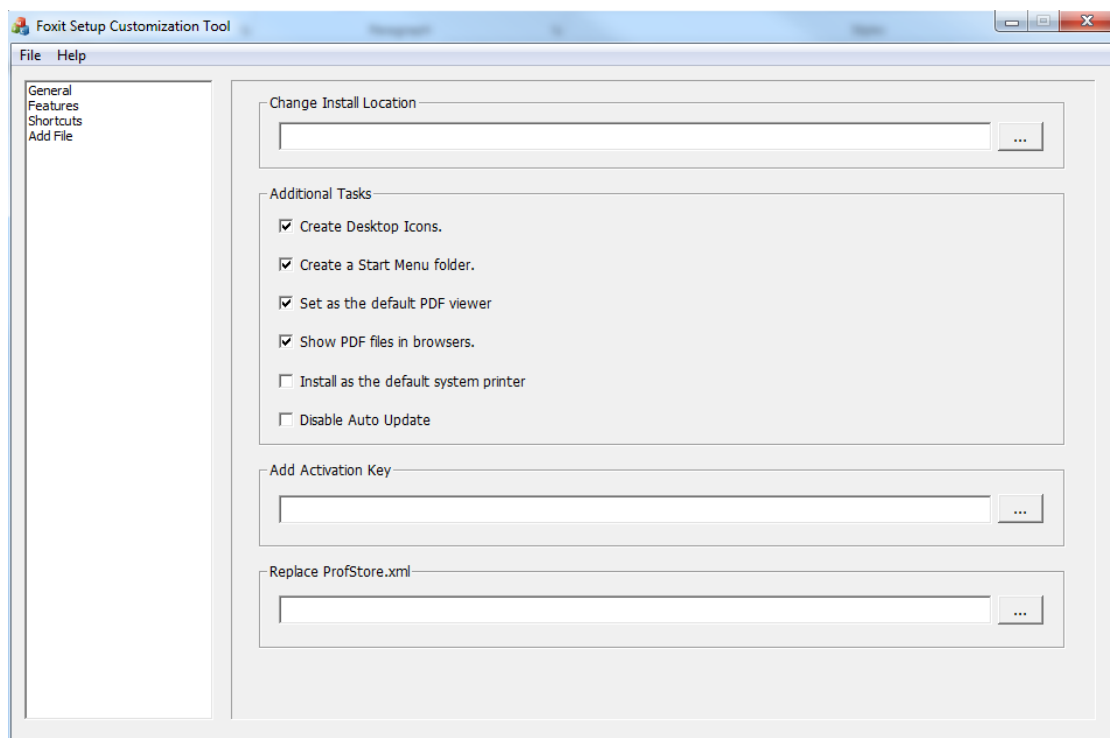 Foxit Setup Customization Tool
File Help
General
Features
Shortcuts
Add File
Change Install Location
...
Additional Tasks
Create Desktop Icons.
Create a Start Menu folder.
Set as the default PDF viewer
Show PDF files in browsers.
Install as the default system printer
Disable Auto Update
Add Activation Key
...
Replace ProfStore.xml
...